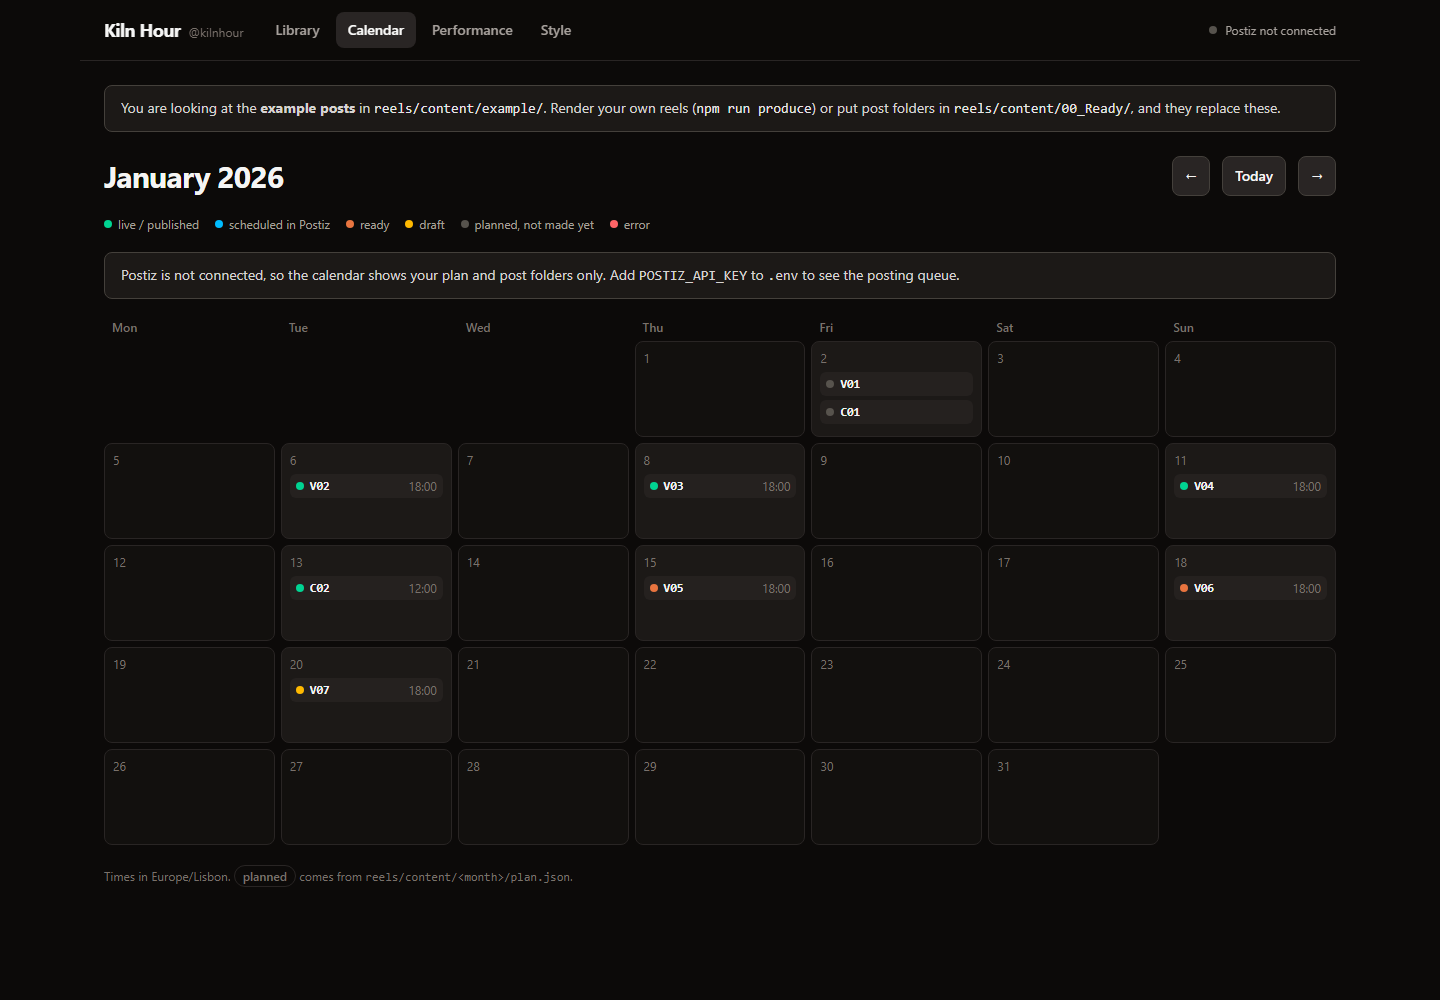 Kiln Hour @kilnhour Library Calendar Performance Style Postiz not connected
You are looking at the example posts in reels/content/example/. Render your own reels (npm run produce) or put post folders in reels/content/00_Ready/, and they replace these.
January 2026 ← Today →
live / published scheduled in Postiz ready draft planned, not made yet error
Postiz is not connected, so the calendar shows your plan and post folders only. Add POSTIZ_API_KEY to .env to see the posting queue.
Mon Tue Wed Thu Fri Sat Sun
1 2 3 4
V01
C01
5 6 7 8 9 10 11
V02 18:00 V03 18:00 V04 18:00
12 13 14 15 16 17 18
C02 12:00 V05 18:00 V06 18:00
19 20 21 22 23 24 25
V07 18:00
26 27 28 29 30 31
Times in Europe/Lisbon. planned comes from reels/content/<month>/plan.json.